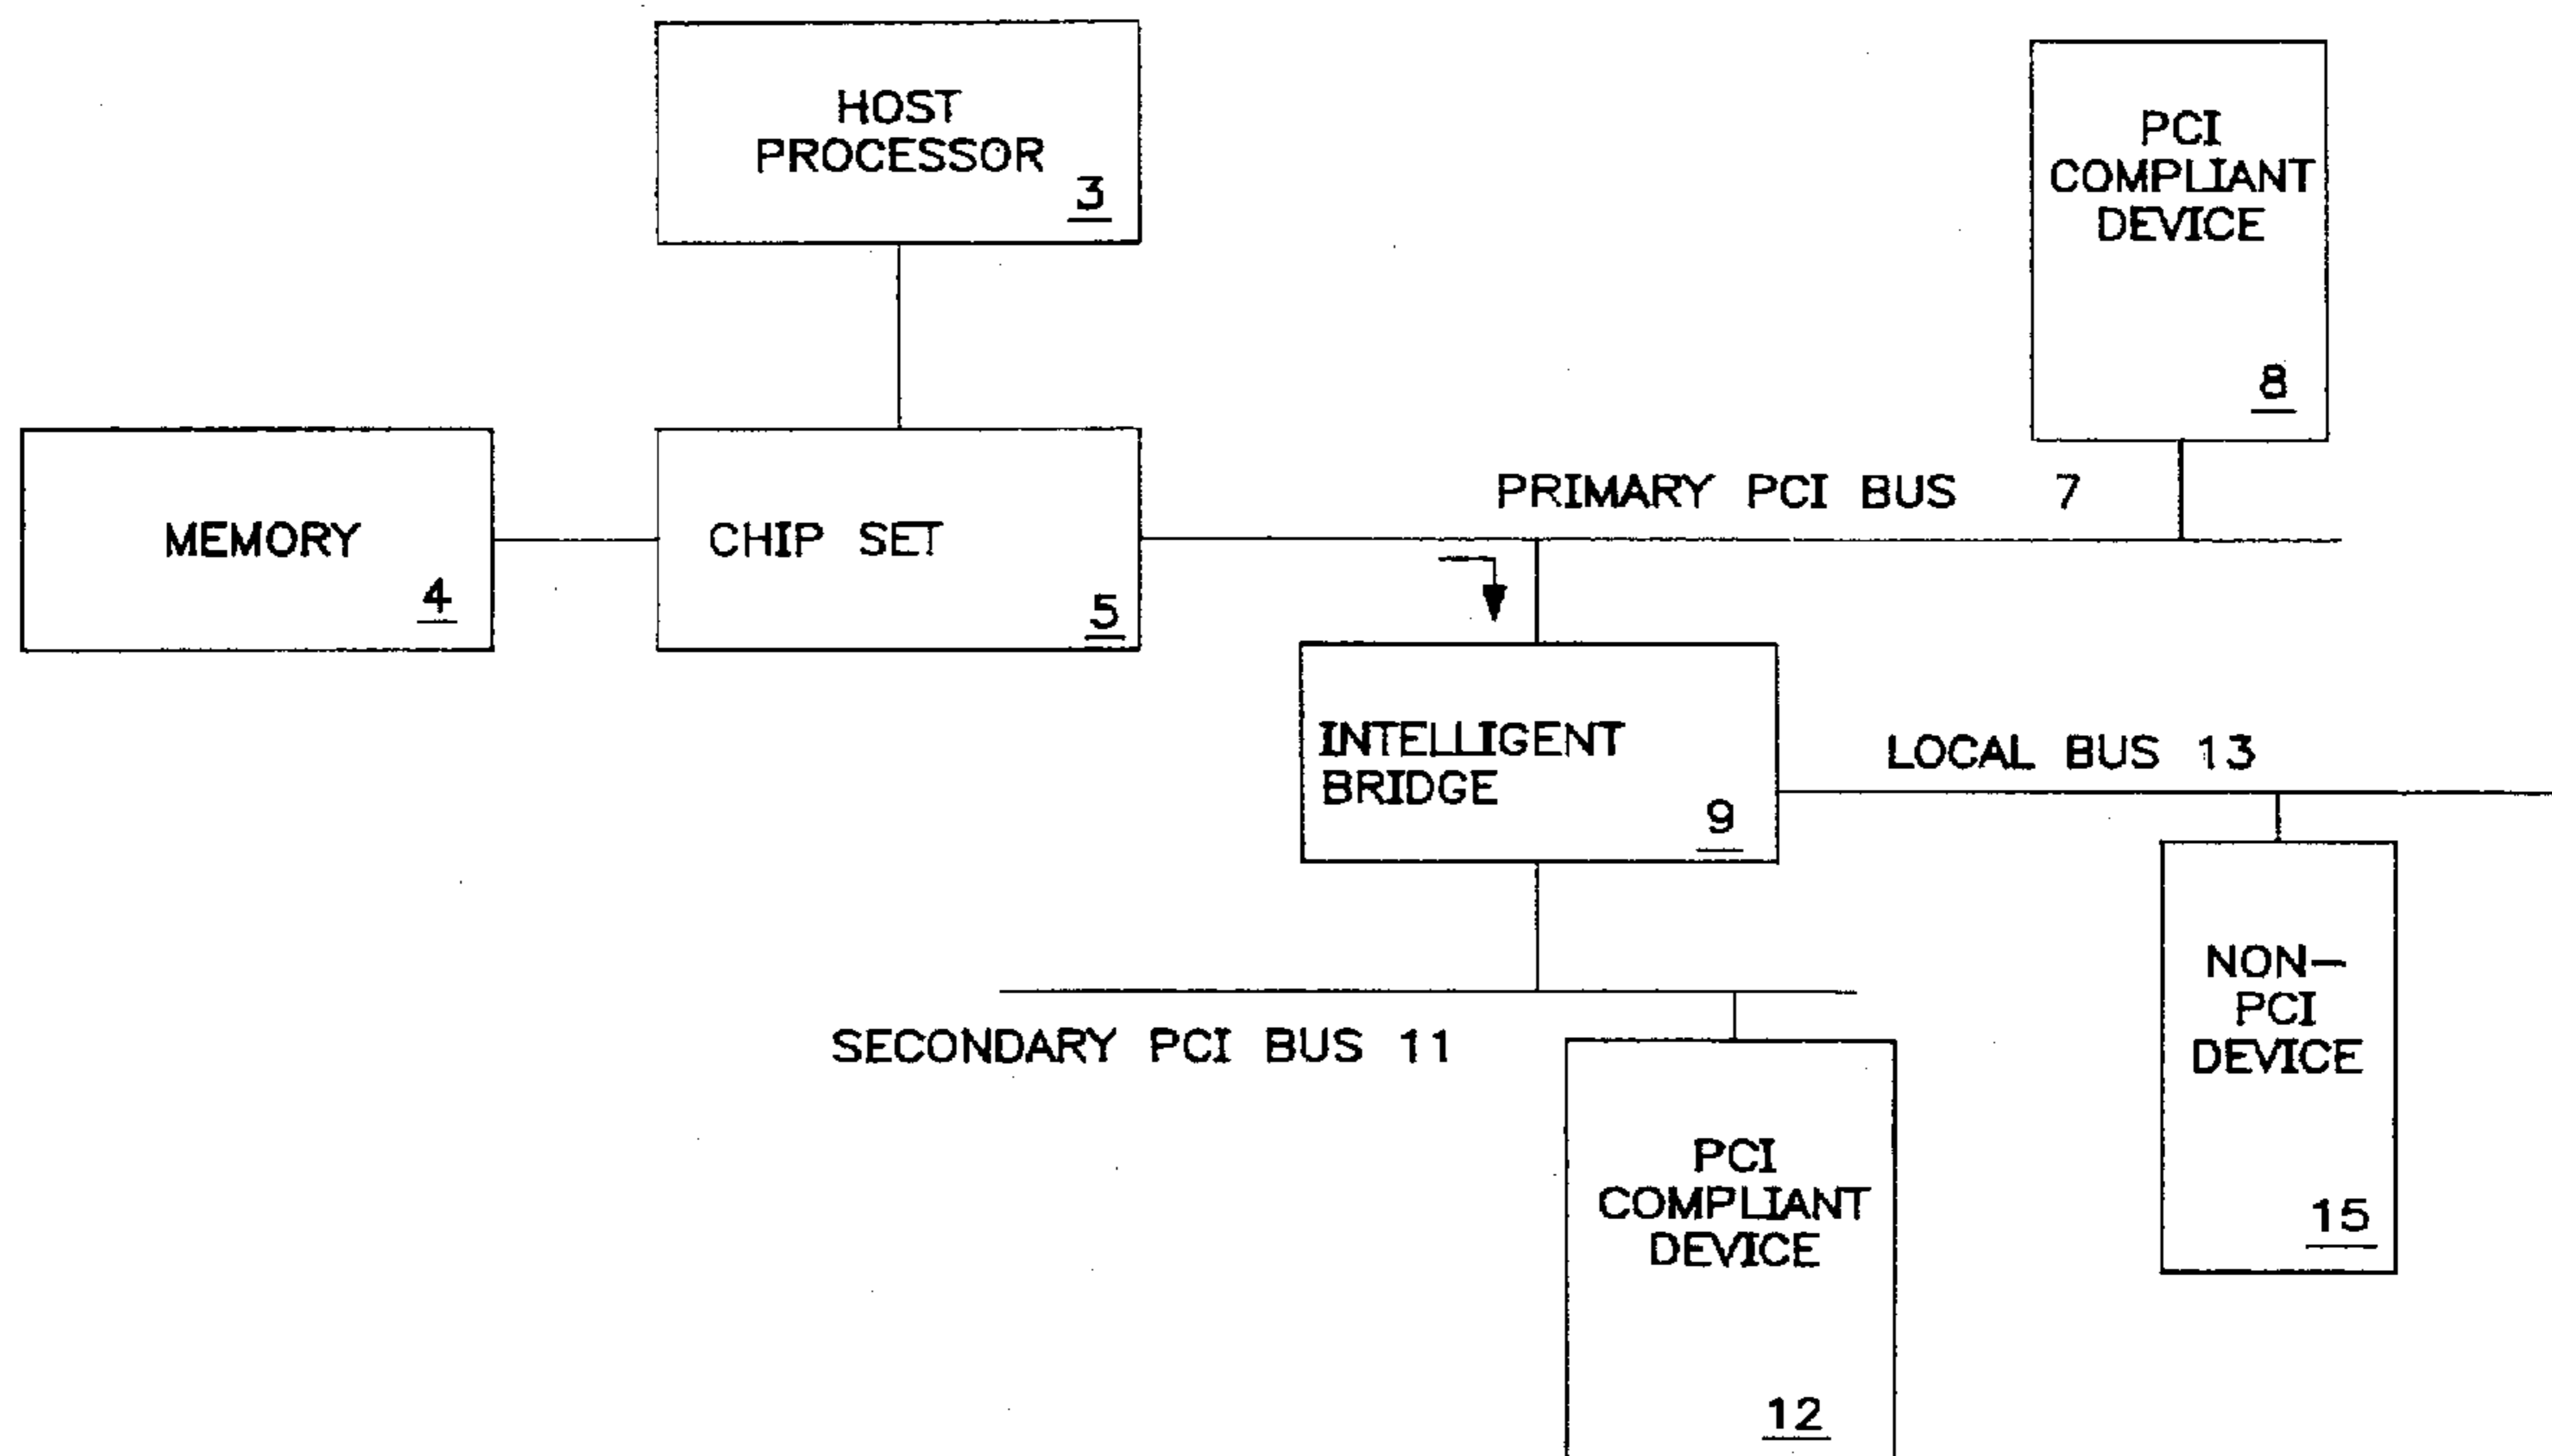 HOST
PROCESSOR
3
PCI
COMPLIANT
DEVICE
8
MEMORY
4
CHIP SET
5
PRIMARY PCI BUS 7
INTELLIGENT
BRIDGE
9
LOCAL BUS 13
NON-
PCI
DEVICE
15
SECONDARY PCI BUS 11
PCI
COMPLIANT
DEVICE
12